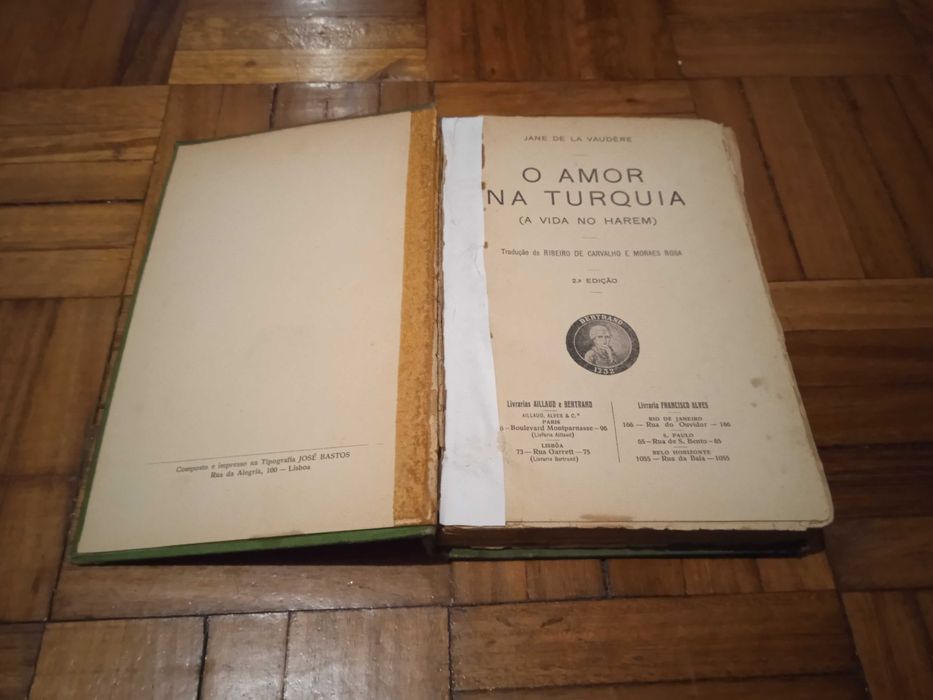 Composto e impresso na Tipografia JOSÉ BASTOS
Rua da Alegria, 100 — Lisboa
JANE DE LA VAUDÈRE
O AMOR
NA TURQUIA
(A VIDA NO HAREM)
Tradução de RIBEIRO DE CARVALHO E MORAES ROSA
2.ª EDIÇÃO
BERTRAND
1732
Livrarias AILLAUD e BERTRAND
AILLAUD, ALVES & C.ª
PARIS
—Boulevard Montparnasse—96
(Livraria Aillaud)
LISBÔA
73—Rua Garrett—75
(Livraria Bertrand)
Livraria FRANCISCO ALVES
RIO DE JANEIRO
166 — Rua do Ouvidor — 166
S. PAULO
65—Rua de S. Bento—65
BELO HORIZONTE
1055 — Rua da Baía — 1055